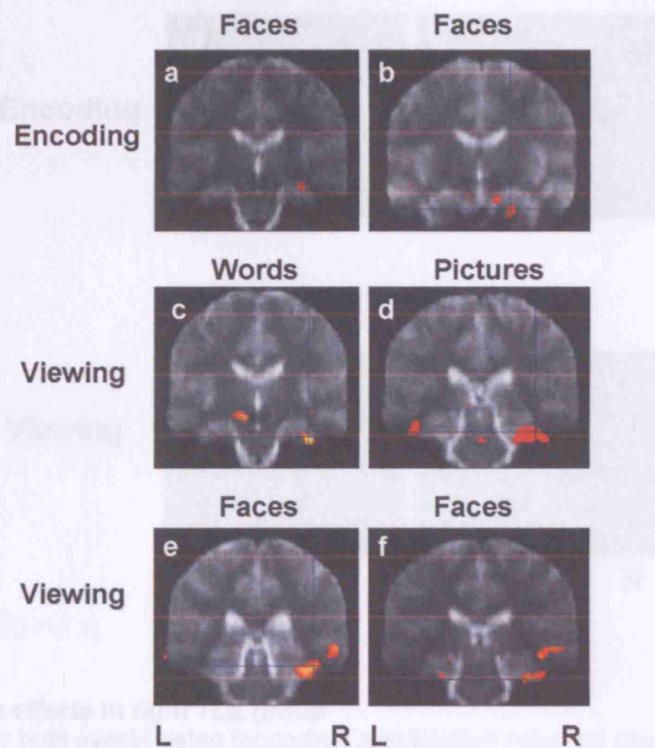 Faces Faces
a b
Encoding
Words Pictures
c d
Viewing
Faces Faces
e f
Viewing
L R L R